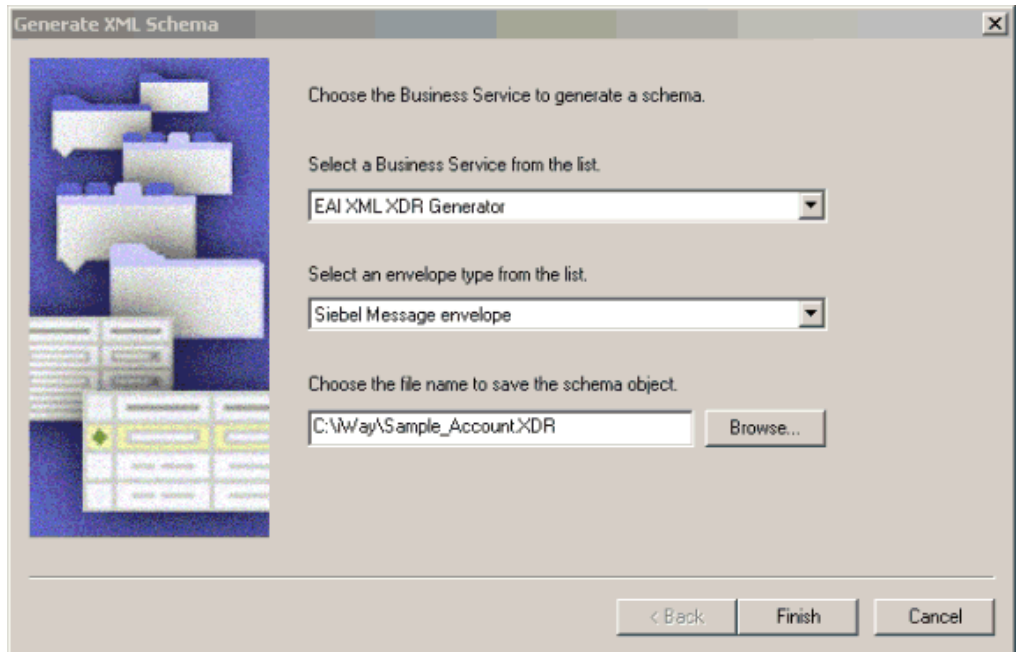 Generate XML Schema
Choose the Business Service to generate a schema.
Select a Business Service from the list.
EAI XML XDR Generator
Select an envelope type from the list.
Siebel Message envelope
Choose the file name to save the schema object.
C:\iWay\Sample_Account.XDR
Browse...
< Back
Finish
Cancel